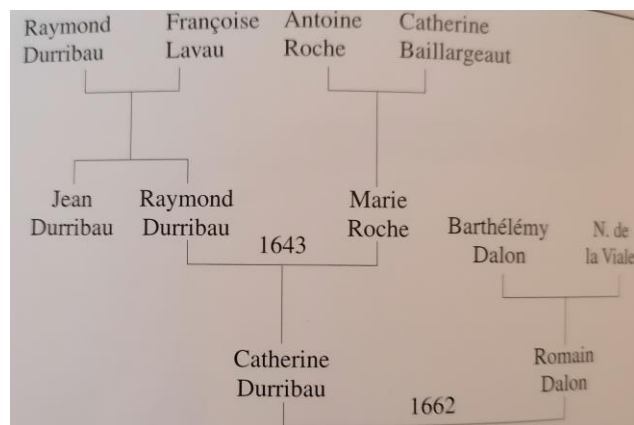 Raymond
Durribau
Françoise
Lavau
Antoine
Roche
Catherine
Baillargeaut
Jean
Durribau
Raymond
Durribau
Marie
Roche
1643
Barthélémy
Dalon
N. de
la Viale
Catherine
Durribau
Romain
Dalon
1662